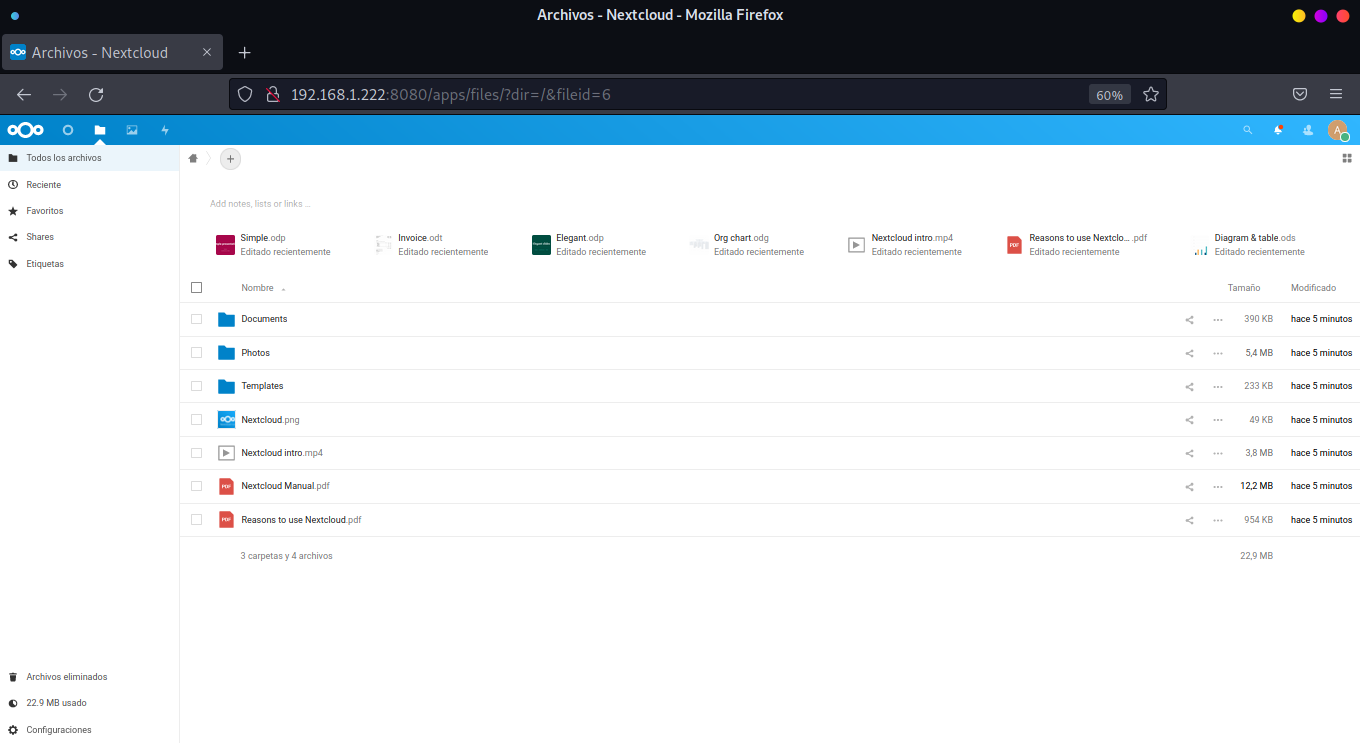 Archivos - Nextcloud - Mozilla Firefox
Archivos - Nextcloud
192.168.1.222:8080/apps/files/?dir=/&fileid=6
60%
A
Todos los archivos
Reciente
Favoritos
Shares
Etiquetas
Add notes, lists or links ...
Simple.odp
Editado recientemente
Invoice.odt
Editado recientemente
Elegant.odp
Editado recientemente
Org chart.odg
Editado recientemente
Nextcloud intro.mp4
Editado recientemente
PDF
Reasons to use Nextclo... .pdf
Editado recientemente
Diagram & table.ods
Editado recientemente
Nombre Tamaño Modificado
Documents 390 KB hace 5 minutos
Photos 5,4 MB hace 5 minutos
Templates 233 KB hace 5 minutos
Nextcloud.png 49 KB hace 5 minutos
Nextcloud intro.mp4 3,8 MB hace 5 minutos
PDF Nextcloud Manual.pdf 12,2 MB hace 5 minutos
PDF Reasons to use Nextcloud.pdf 954 KB hace 5 minutos
3 carpetas y 4 archivos 22,9 MB
Archivos eliminados
22.9 MB usado
Configuraciones